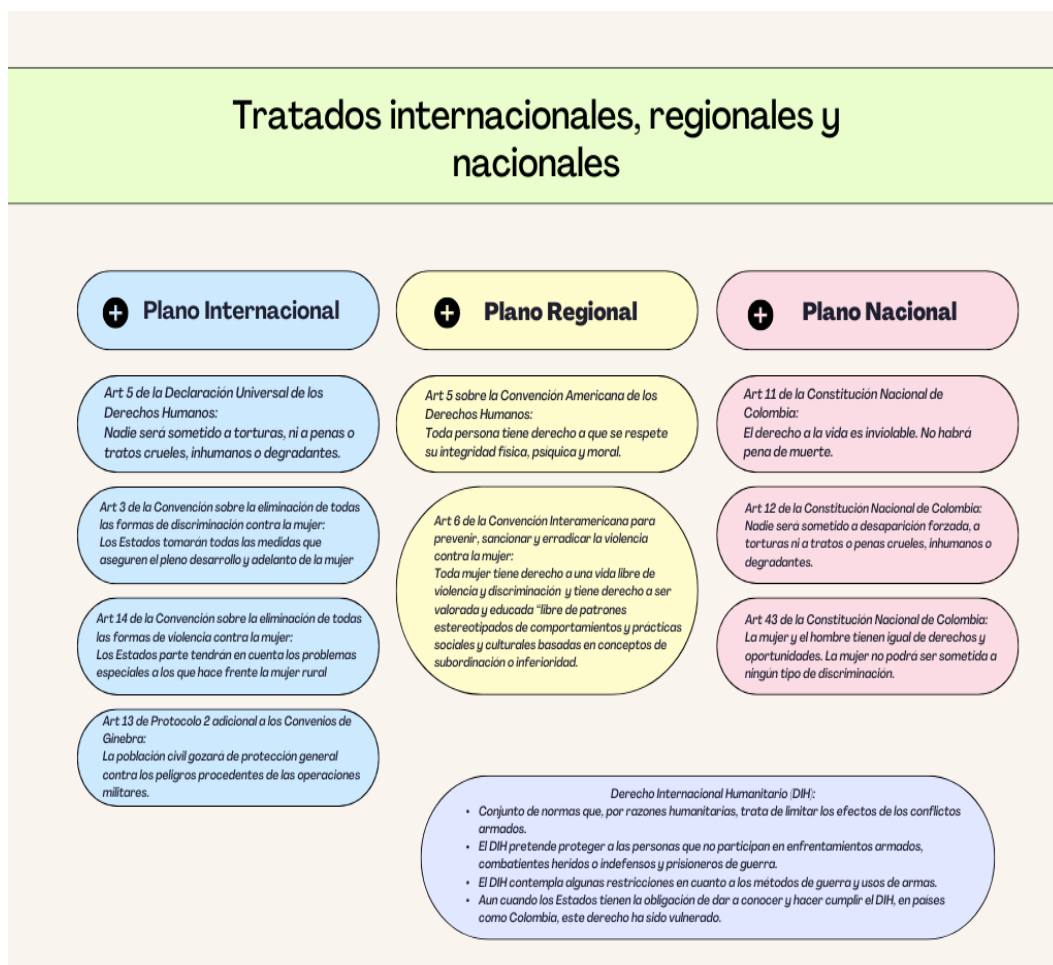 Tratados internacionales, regionales y
nacionales
Plano Internacional
Art 5 de la Declaración Universal de los
Derechos Humanos:
Nadie será sometido a torturas, ni a penas o
tratos crueles, inhumanos o degradantes.
Art 3 de la Convención sobre la eliminación de todas
las formas de discriminación contra la mujer:
Los Estados tomarán todas las medidas que
aseguren el pleno desarrollo y adelanto de la mujer
Art 14 de la Convención sobre la eliminación de todas
las formas de violencia contra la mujer:
Los Estados parte tendrán en cuenta los problemas
especiales a los que hace frente la mujer rural
Art 13 de Protocolo 2 adicional a los Convenios de
Ginebra:
La población civil gozará de protección general
contra los peligros procedentes de las operaciones
militares.
Plano Regional
Art 5 sobre la Convención Americana de los
Derechos Humanos:
Toda persona tiene derecho a que se respete
su integridad física, psíquica y moral.
Art 6 de la Convención Interamericana para
prevenir, sancionar y erradicar la violencia
contra la mujer:
Toda mujer tiene derecho a una vida libre de
violencia y discriminación y tiene derecho a ser
valorada y educada “libre de patrones
estereotipados de comportamientos y prácticas
sociales y culturales basadas en conceptos de
subordinación o inferioridad.
Plano Nacional
Art 11 de la Constitución Nacional de
Colombia:
El derecho a la vida es inviolable. No habrá
pena de muerte.
Art 12 de la Constitución Nacional de Colombia:
Nadie será sometido a desaparición forzada, a
torturas ni a tratos o penas crueles, inhumanos o
degradantes.
Art 43 de la Constitución Nacional de Colombia:
La mujer y el hombre tienen igual de derechos y
oportunidades. La mujer no podrá ser sometida a
ningún tipo de discriminación.
Derecho Internacional Humanitario (DIH):
• Conjunto de normas que, por razones humanitarias, trata de limitar los efectos de los conflictos
armados.
• El DIH pretende proteger a las personas que no participan en enfrentamientos armados,
combatientes heridos o indefensos y prisioneros de guerra.
• El DIH contempla algunas restricciones en cuanto a los métodos de guerra y usos de armas.
• Aun cuando los Estados tienen la obligación de dar a conocer y hacer cumplir el DIH, en países
como Colombia, este derecho ha sido vulnerado.